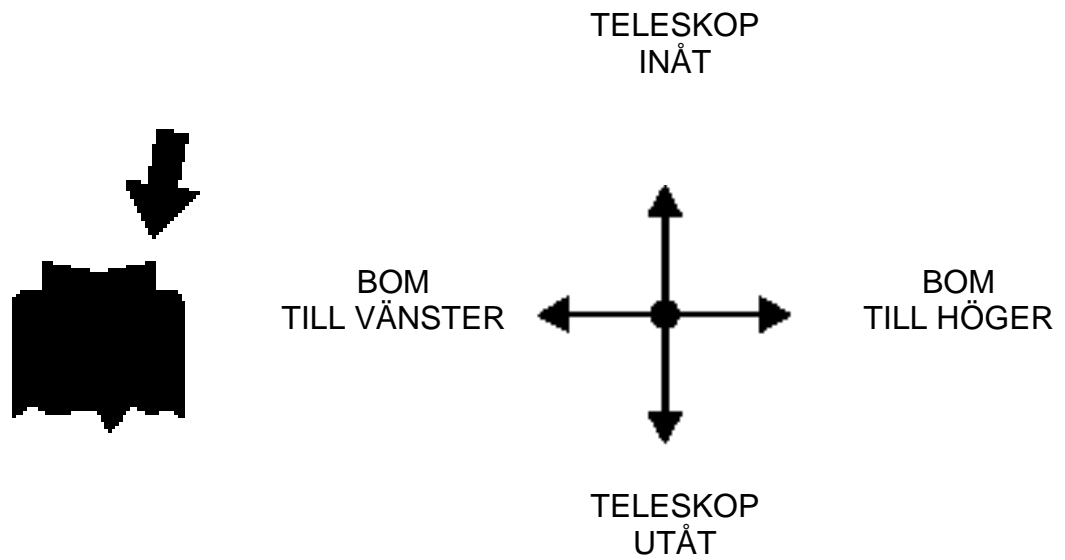 TELESKOP
INÅT
BOM
TILL VÄNSTER
BOM
TILL HÖGER
TELESKOP
UTÅT